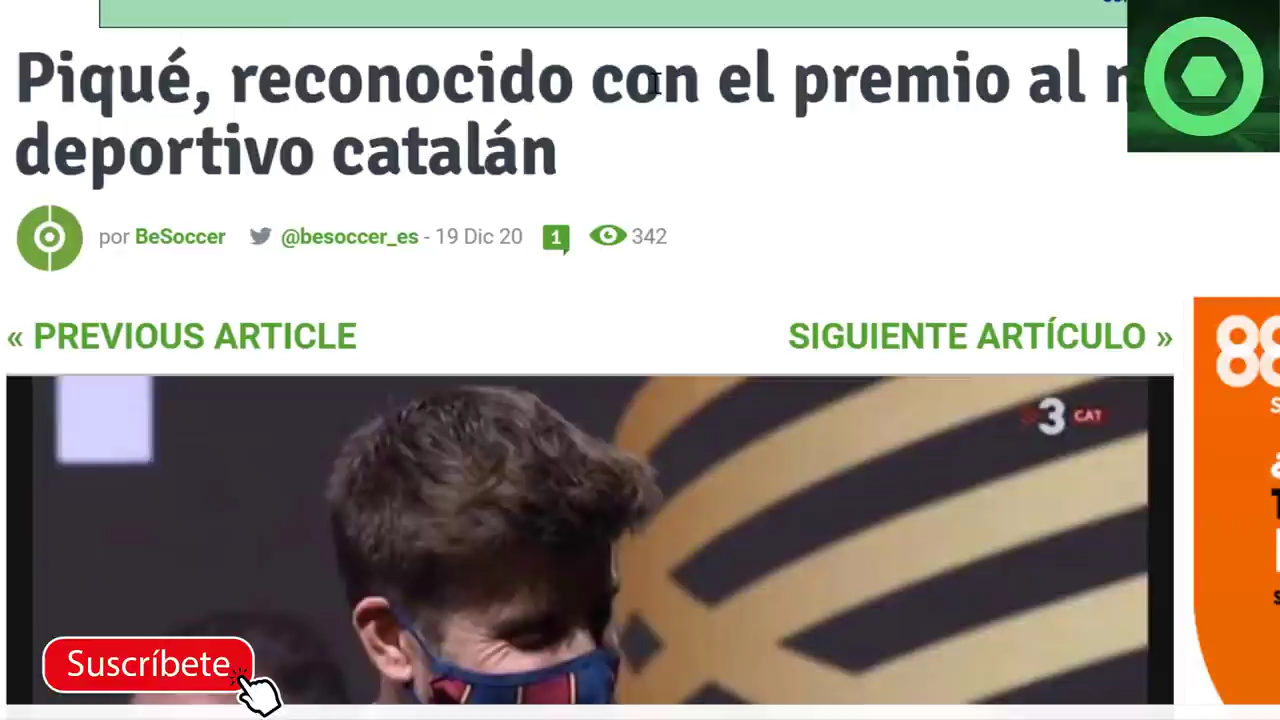 Piqué, reconocido con el premio al
deportivo catalán
por BeSoccer @besoccer_es - 19 Dic 20 1 342
« PREVIOUS ARTICLE SIGUIENTE ARTÍCULO »
88
3 CAT
Suscríbete